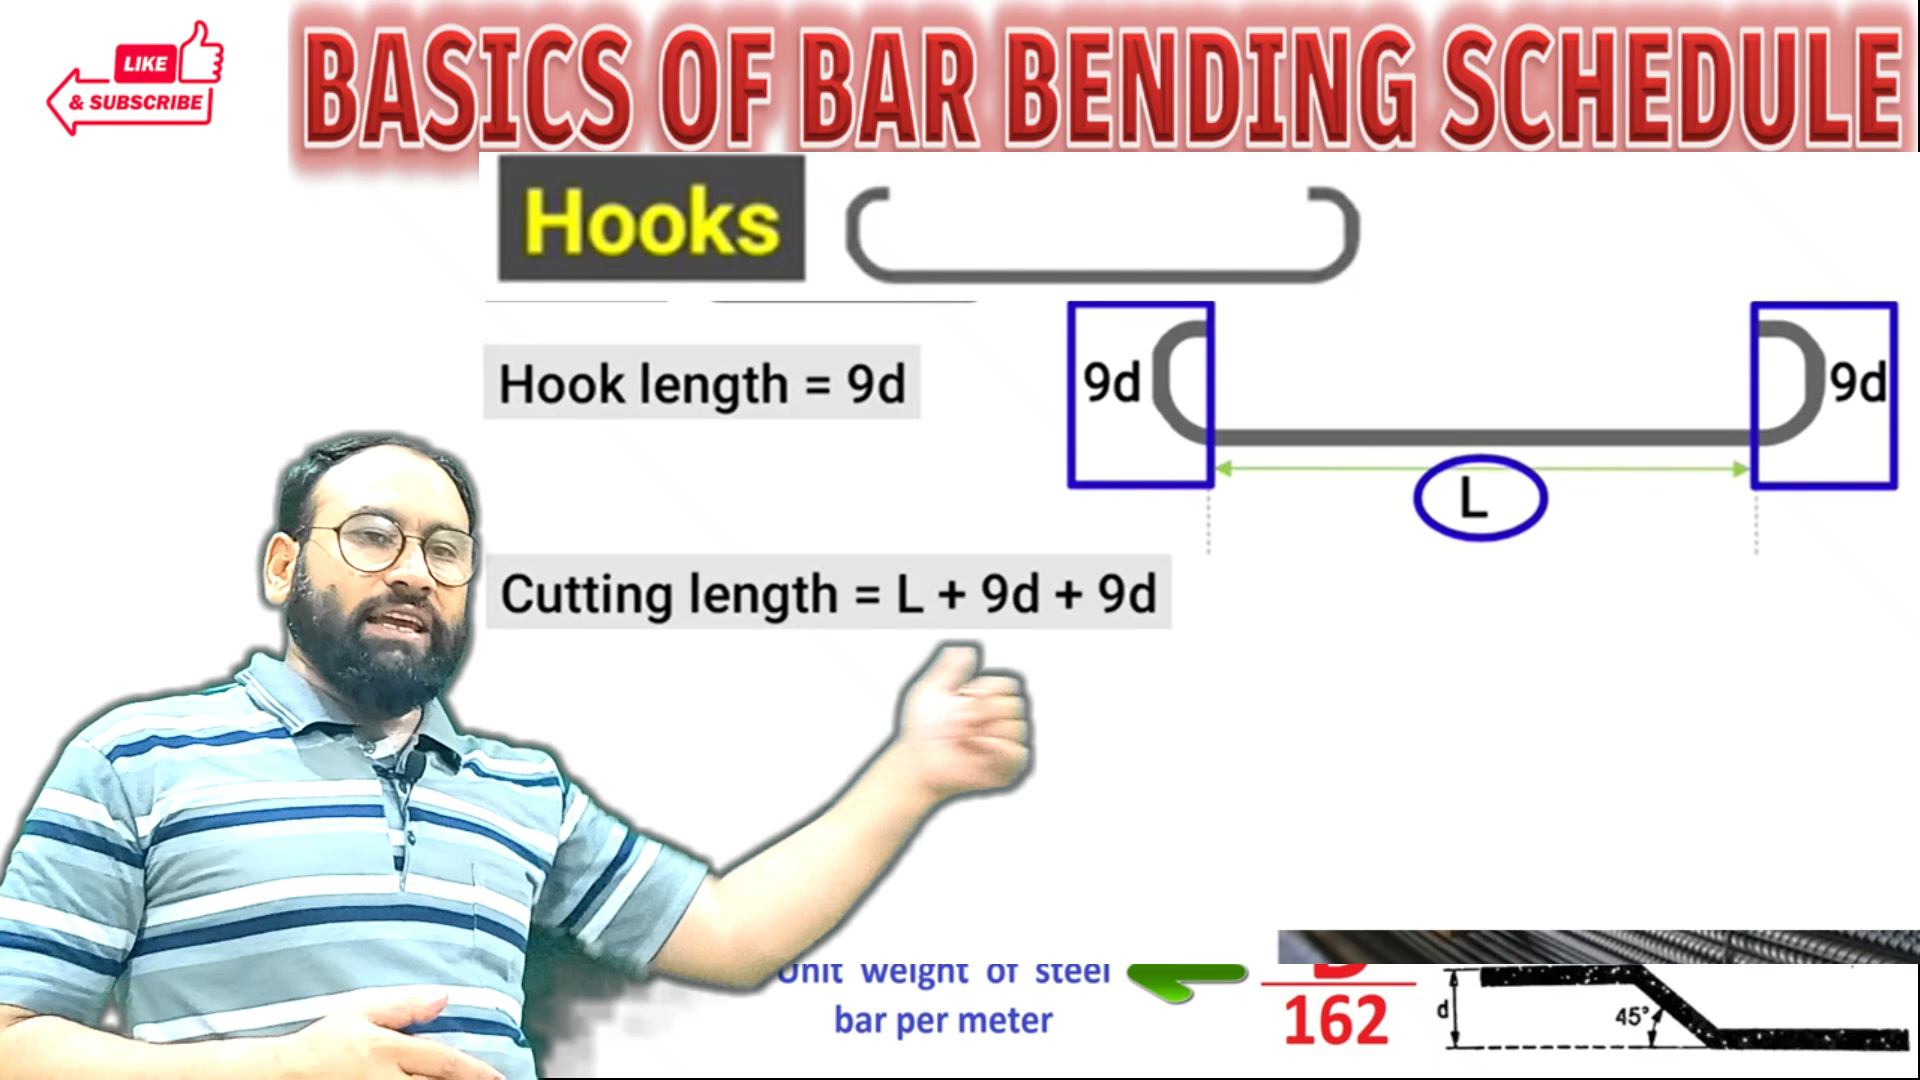 LIKE
& SUBSCRIBE
BASICS OF BAR BENDING SCHEDULE
Hooks
Hook length = 9d
9d
9d
L
Cutting length = L + 9d + 9d
Unit weight of steel
bar per meter
162
d
45°